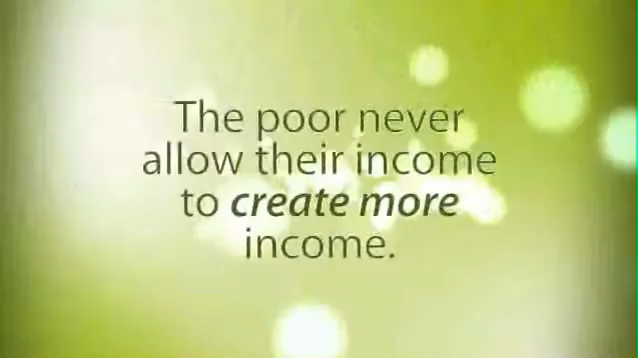 The poor never
allow their income
to create more
income.